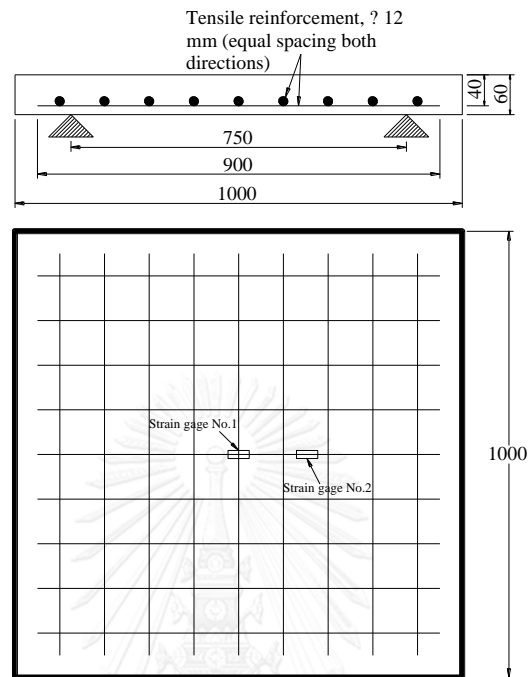 Tensile reinforcement, ? 12
mm (equal spacing both
directions)
40
60
750
900
1000
Strain gage No.1
1000
Strain gage No.2